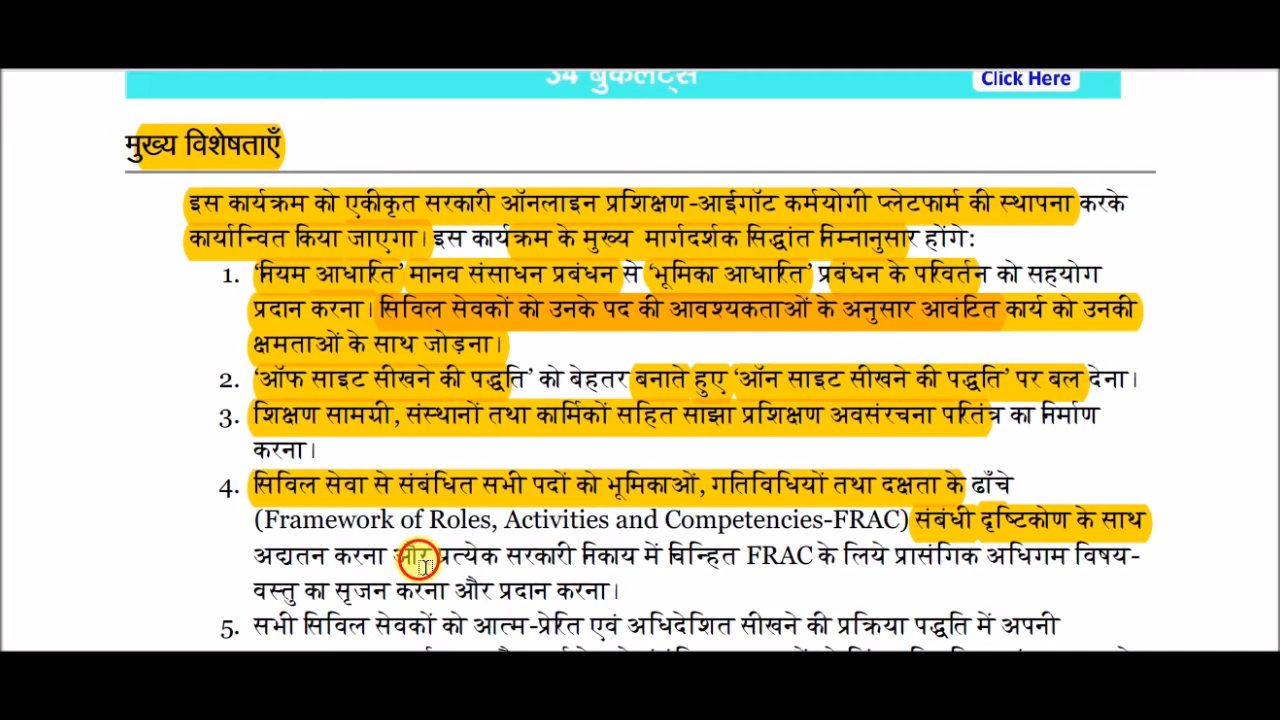 34 बुकलेट्स
Click Here
मुख्य विशेषताएँ
इस कार्यक्रम को एकीकृत सरकारी ऑनलाइन प्रशिक्षण-आईगॉट कर्मयोगी प्लेटफार्म की स्थापना करके
कार्यान्वित किया जाएगा। इस कार्यक्रम के मुख्य मार्गदर्शक सिद्धांत निम्नानुसार होंगे:
1. ‘नियम आधारित’ मानव संसाधन प्रबंधन से ‘भूमिका आधारित’ प्रबंधन के परिवर्तन को सहयोग
प्रदान करना। सिविल सेवकों को उनके पद की आवश्यकताओं के अनुसार आवंटित कार्य को उनकी
क्षमताओं के साथ जोड़ना।
2. ‘ऑफ साइट सीखने की पद्धति’ को बेहतर बनाते हुए ‘ऑन साइट सीखने की पद्धति’ पर बल देना।
3. शिक्षण सामग्री, संस्थानों तथा कार्मिकों सहित साझा प्रशिक्षण अवसंरचना परितंत्र का निर्माण
करना।
4. सिविल सेवा से संबंधित सभी पदों को भूमिकाओं, गतिविधियों तथा दक्षता के ढाँचे
(Framework of Roles, Activities and Competencies-FRAC) संबंधी दृष्टिकोण के साथ
अद्यतन करना और प्रत्येक सरकारी निकाय में चिन्हित FRAC के लिये प्रासंगिक अधिगम विषय-
वस्तु का सृजन करना और प्रदान करना।
5. सभी सिविल सेवकों को आत्म-प्रेरित एवं अधिदेशित सीखने की प्रक्रिया पद्धति में अपनी